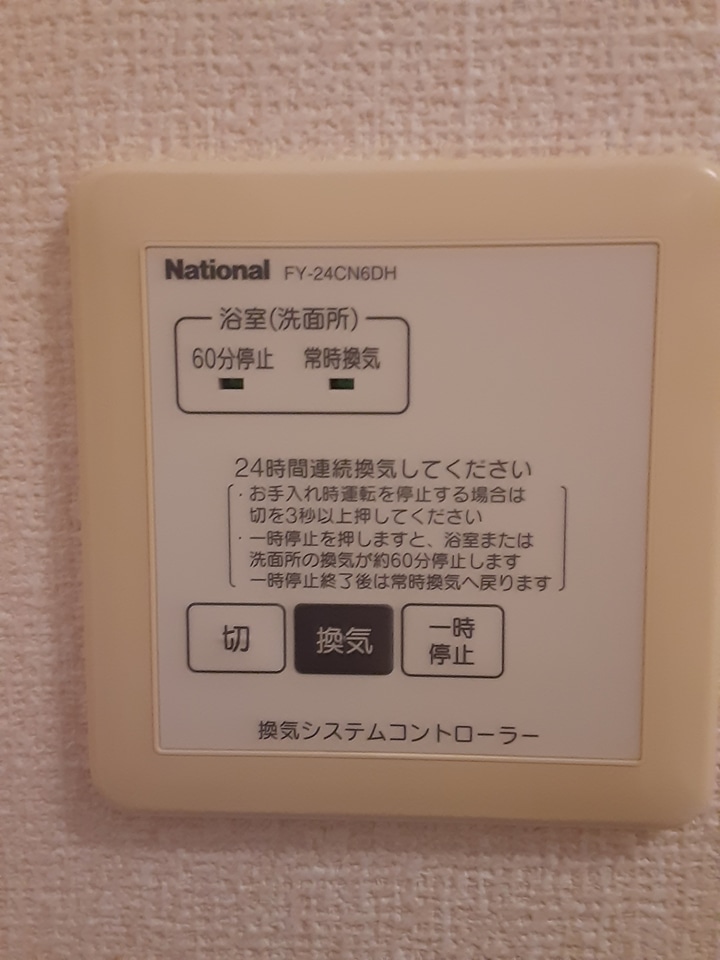 National FY-24CN6DH
浴室(洗面所)
60分停止 常時換気
24時間連続換気してください
・お手入れ時運転を停止する場合は
切を3秒以上押してください
・一時停止を押しますと、浴室または
洗面所の換気が約60分停止します
一時停止終了後は常時換気へ戻ります
切 換気 一時
停止
換気システムコントローラー